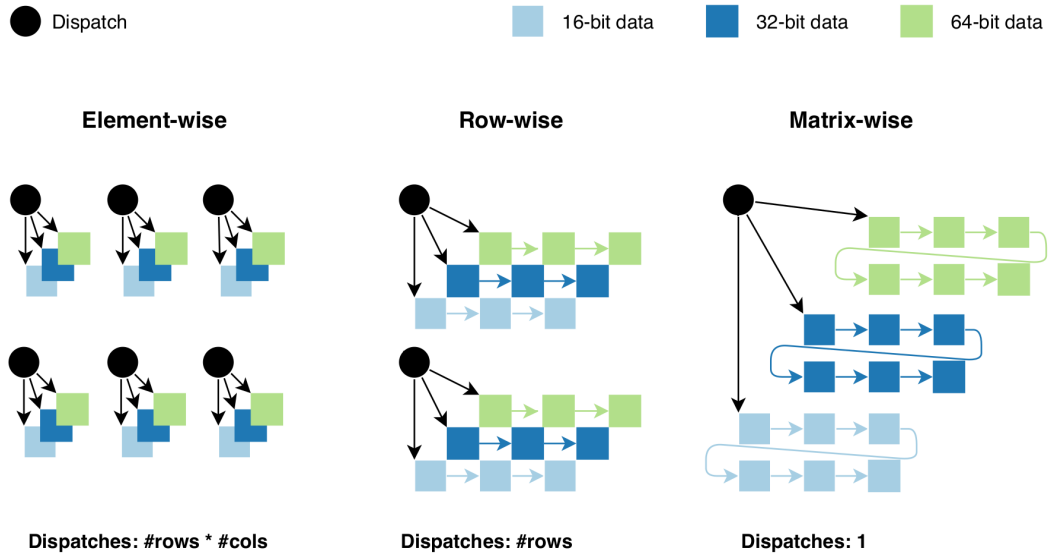 Dispatch
16-bit data
32-bit data
64-bit data
Element-wise
Row-wise
Matrix-wise
Dispatches: #rows * #cols
Dispatches: #rows
Dispatches: 1